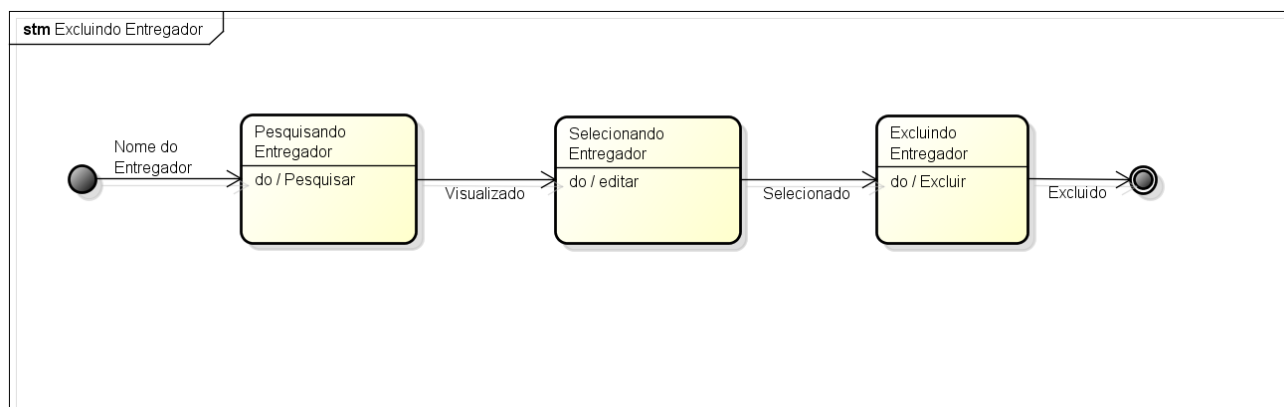 stm Excluindo Entregador
Nome do
Entregador
Pesquisando
Entregador
do / Pesquisar
Visualizado
Selecionando
Entregador
do / editar
Selecionado
Excluindo
Entregador
do / Excluir
Excluido